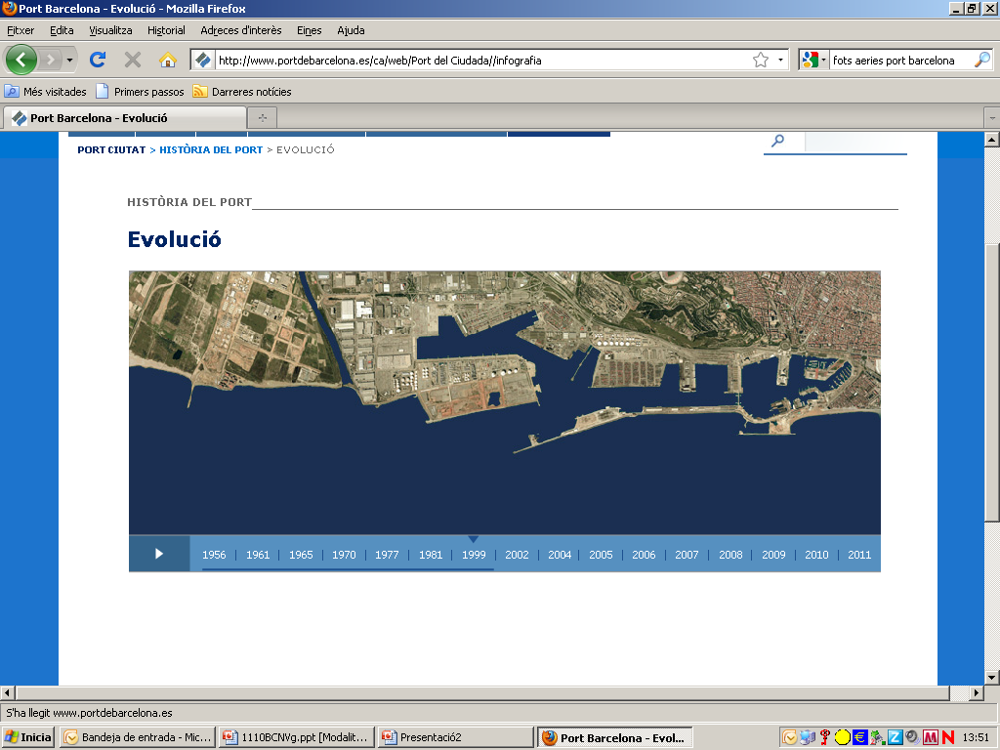 Port Barcelona - Evolució - Mozilla Firefox
Fitxer Edita Visualitza Historial Adreces d'interès Eines Ajuda
http://www.portdebarcelona.es/ca/web/Port del Ciudada//infografia
fots aeries port barcelona
Més visitades Primers passos Darreres notícies
Port Barcelona - Evolució
PORT CIUTAT > HISTÒRIA DEL PORT > EVOLUCIÓ
HISTÒRIA DEL PORT
Evolució
1956 | 1961 | 1965 | 1970 | 1977 | 1981 | 1999 | 2002 | 2004 | 2005 | 2006 | 2007 | 2008 | 2009 | 2010 | 2011
S'ha llegit www.portdebarcelona.es
Inicia Bandeja de entrada - Mic... 1110BCNVg.ppt [Modalit... Presentació2 Port Barcelona - Evol... 13:51